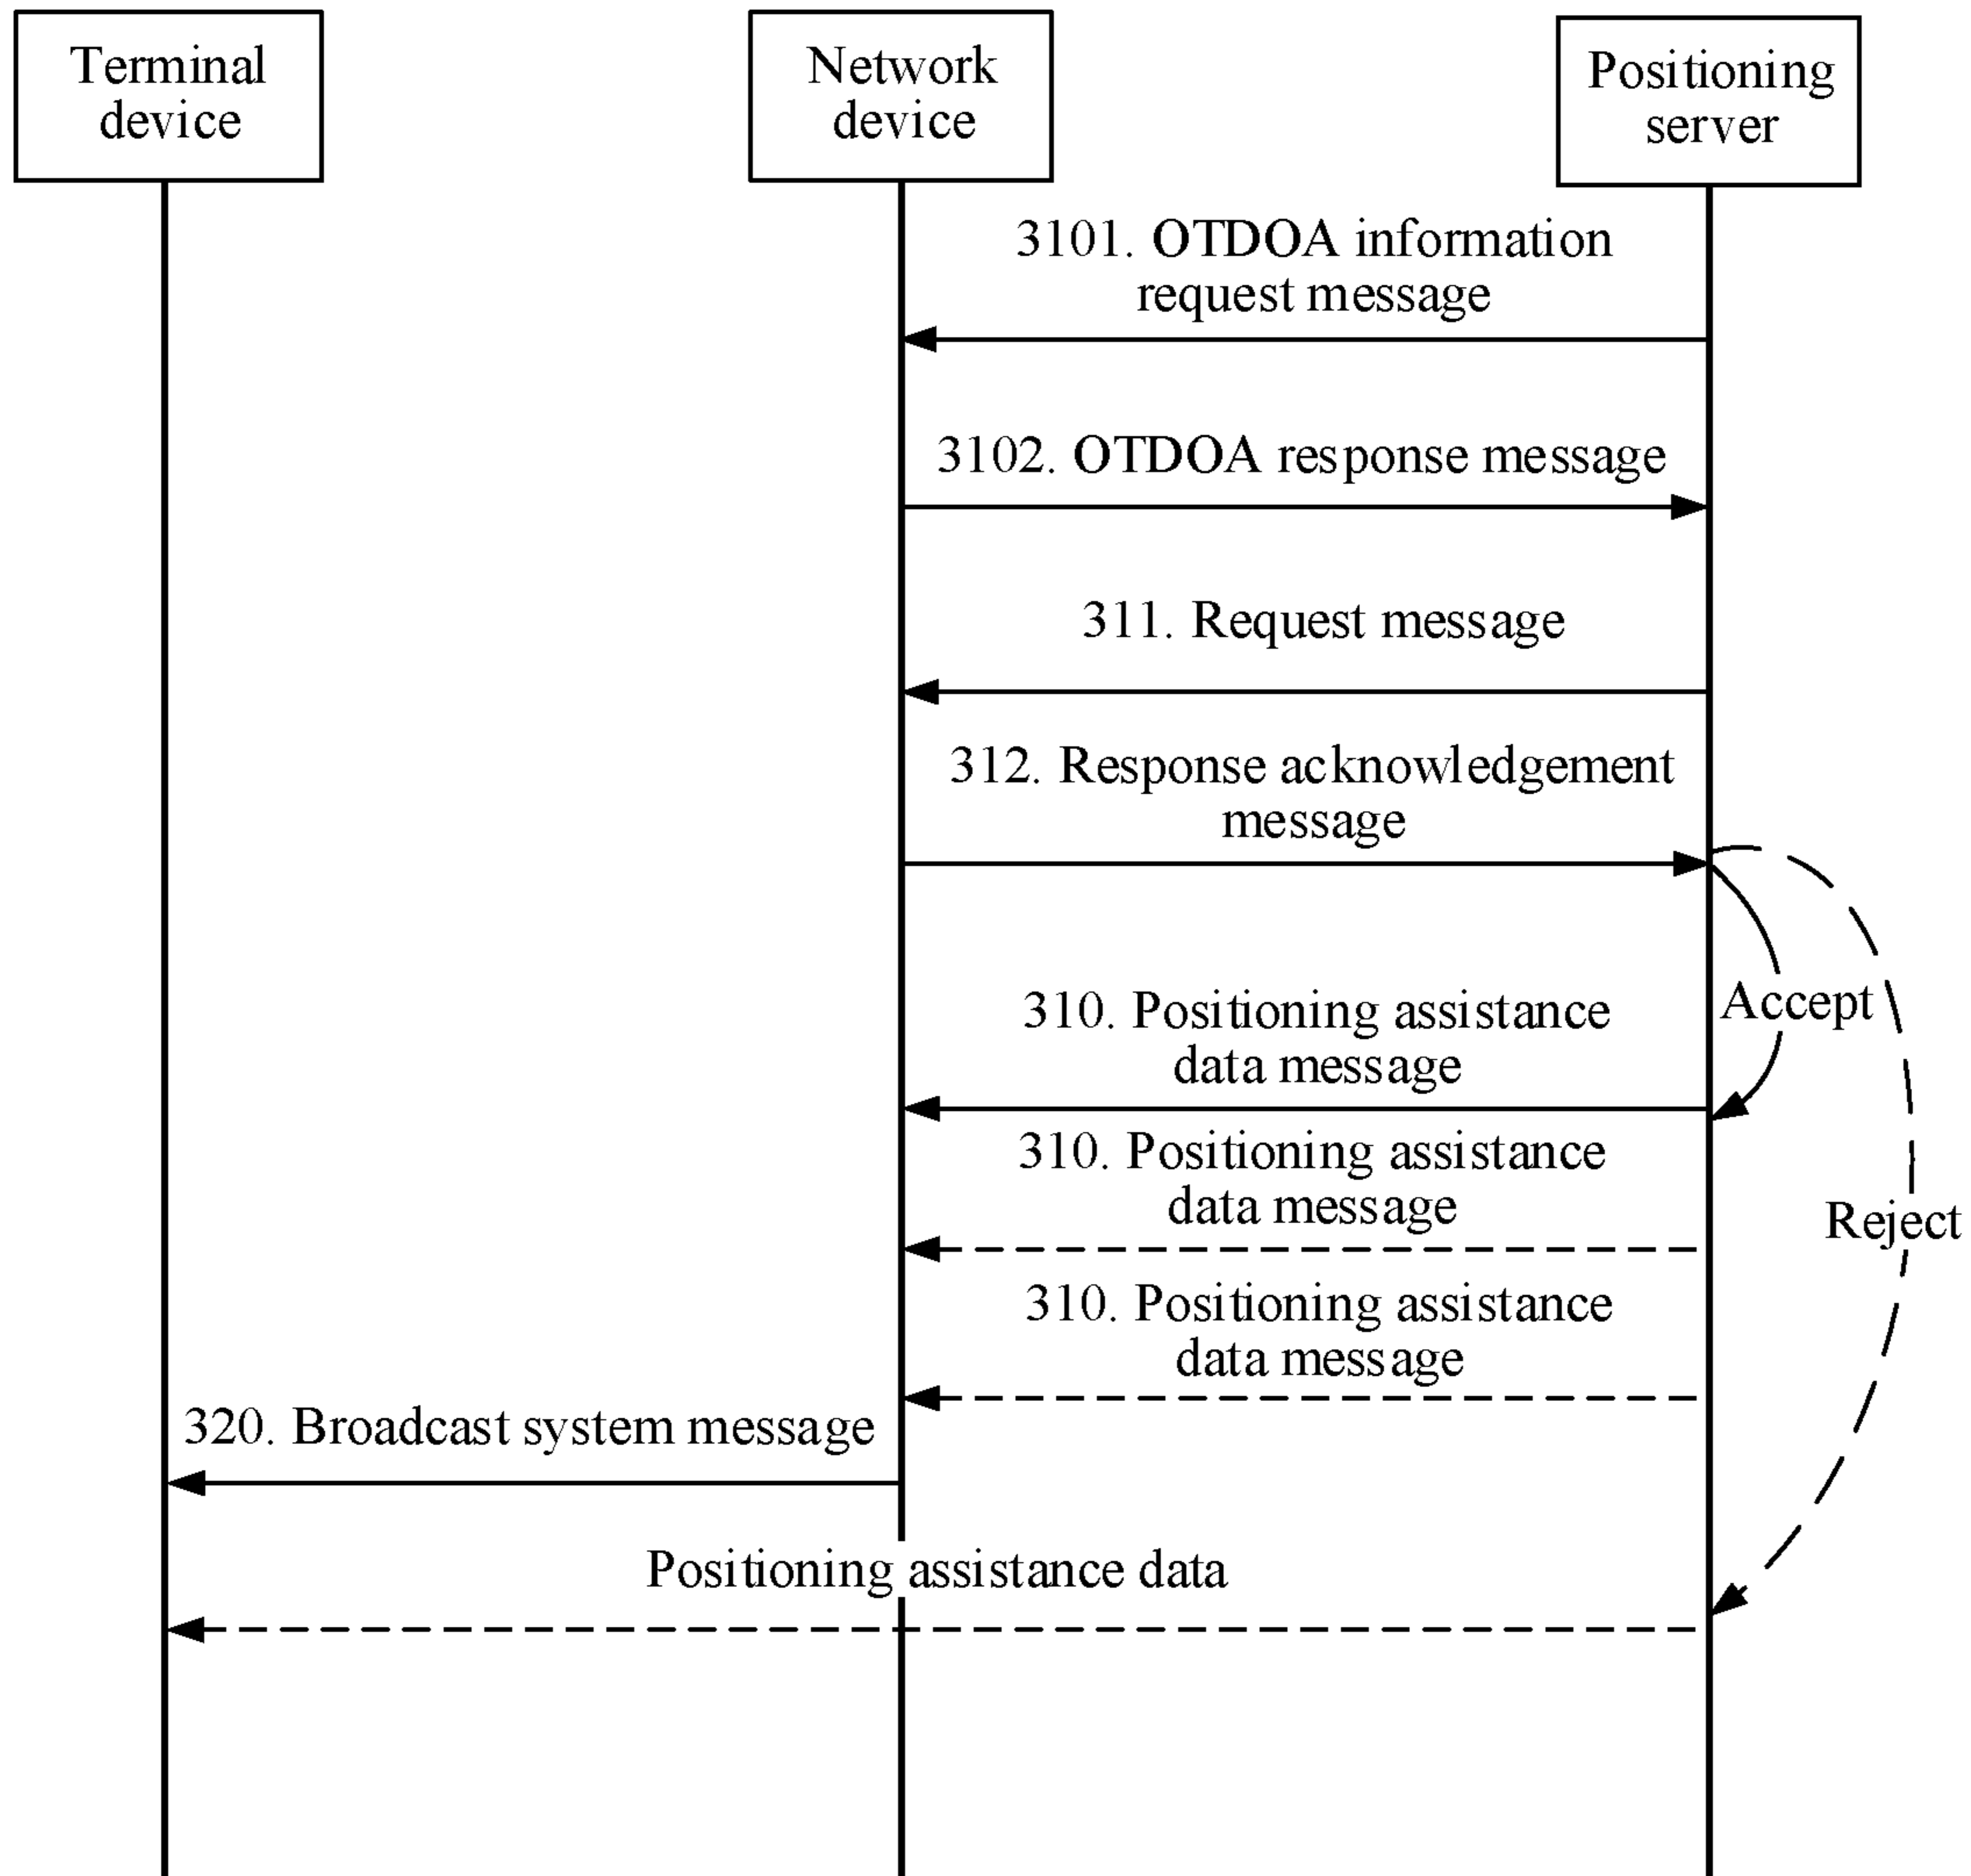 Terminal
device
Network
device
Positioning
server
3101. OTDOA information
request message
3102. OTDOA response message
311. Request message
312. Response acknowledgement
message
310. Positioning assistance
data message
Accept
310. Positioning assistance
data message
Reject
310. Positioning assistance
data message
320. Broadcast system message
Positioning assistance data